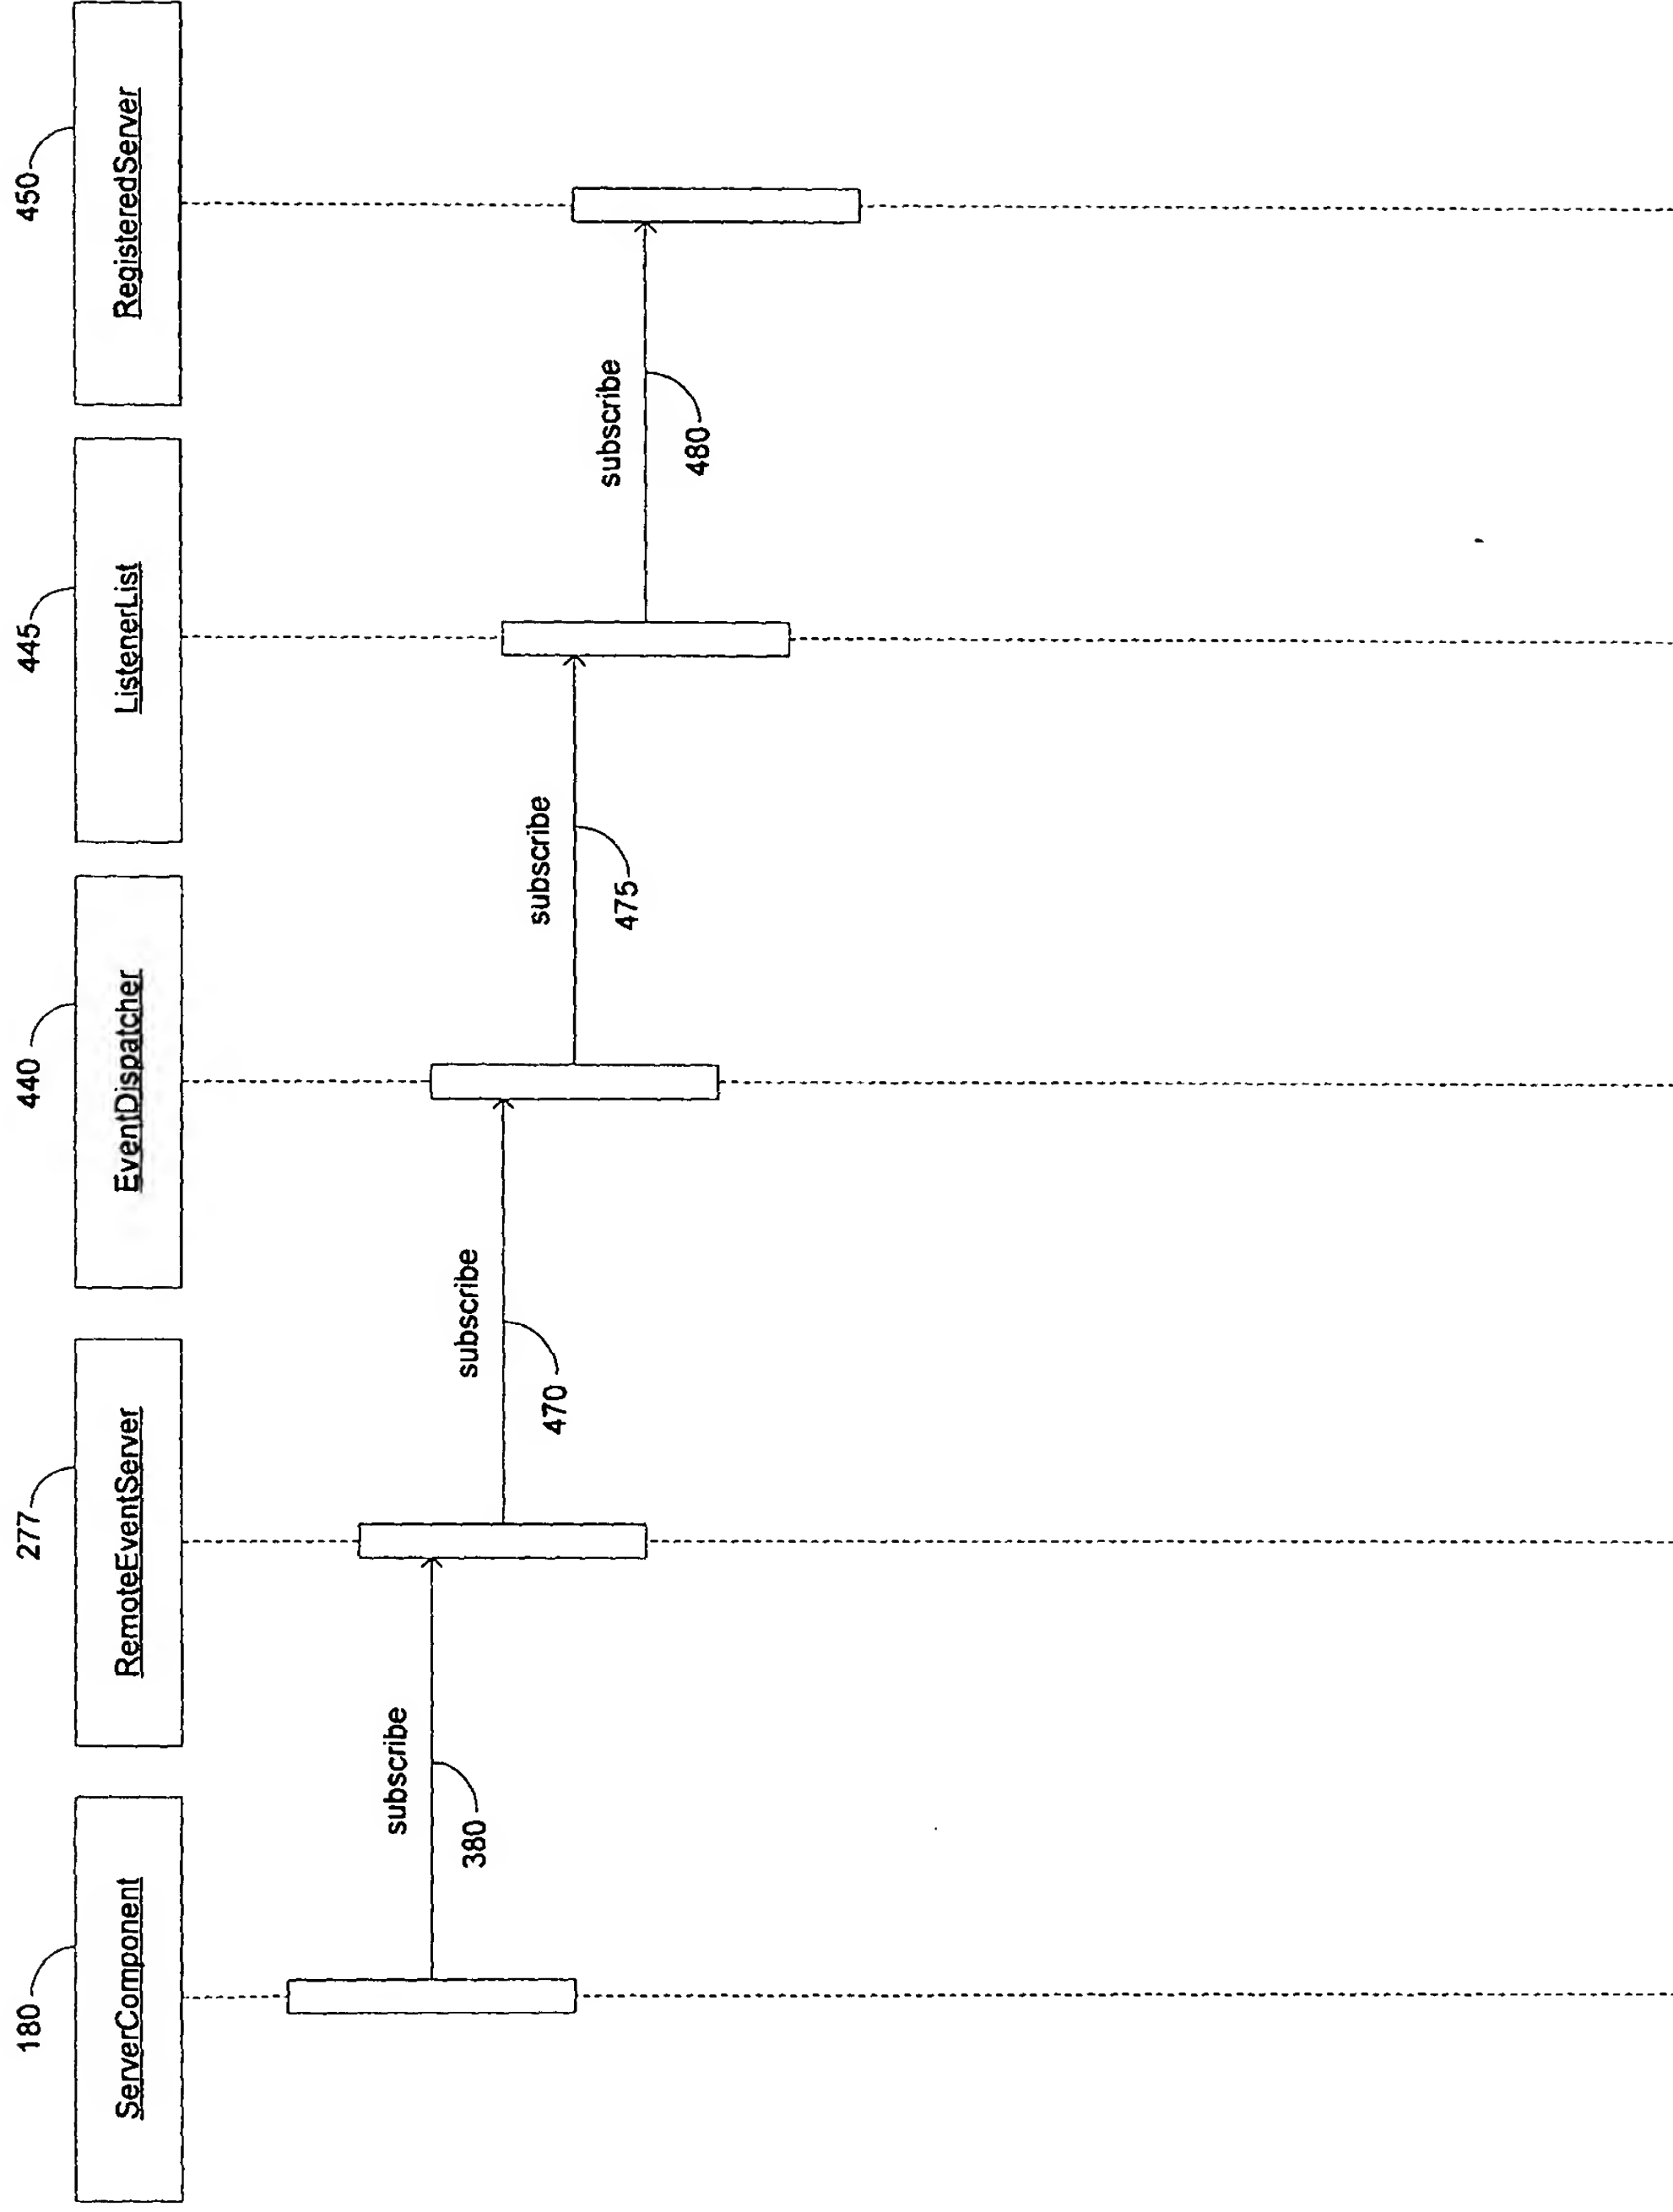 180
277
440
445
450
ServerComponent
RemoteEventServer
EventDispatcher
ListenerList
RegisteredServer
subscribe
380
subscribe
470
subscribe
475
subscribe
480